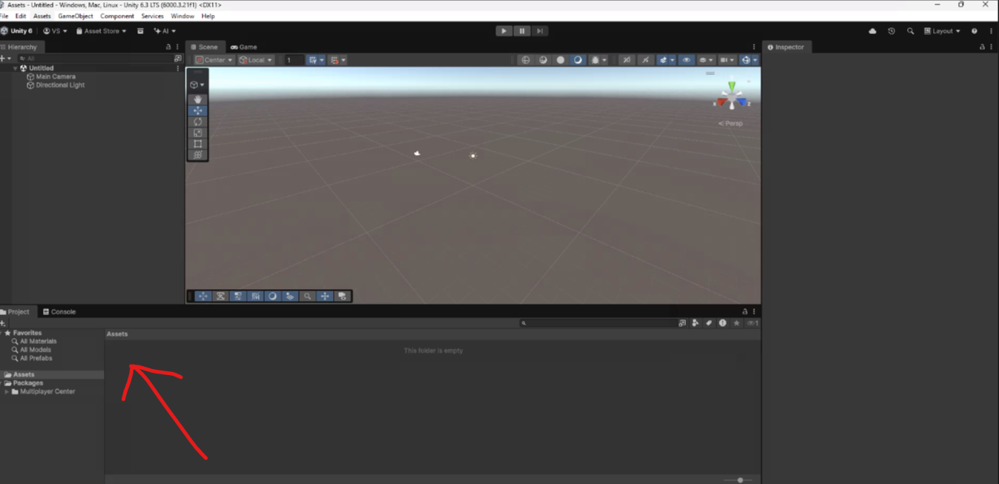 Assets - Untitled - Windows, Mac, Linux - Unity 6.3 LTS (6000.3.21f1) <DX11>
File Edit Assets GameObject Component Services Window Help
Unity 6 VS Asset Store AI Layout
Hierarchy Scene Game Inspector
All Center Local 1
Untitled
Main Camera
Directional Light
X Z
Persp
Project Console
1
Favorites Assets
All Materials
All Models This folder is empty
All Prefabs
Assets
Packages
Multiplayer Center